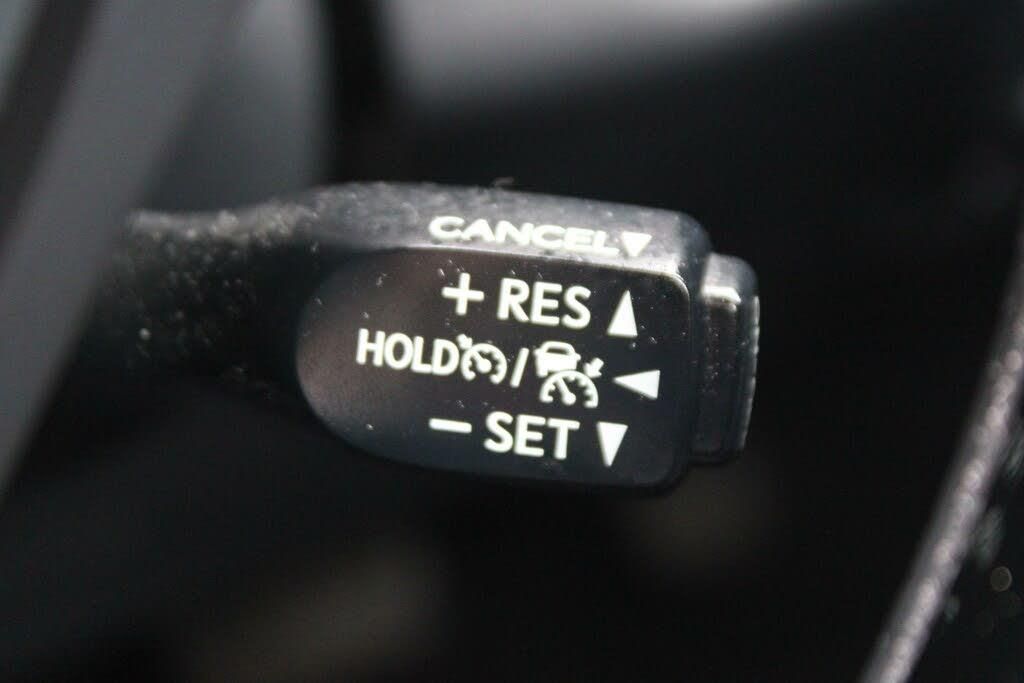 CANCEL▼
+ RES ▲
HOLD / ◀
− SET ▼